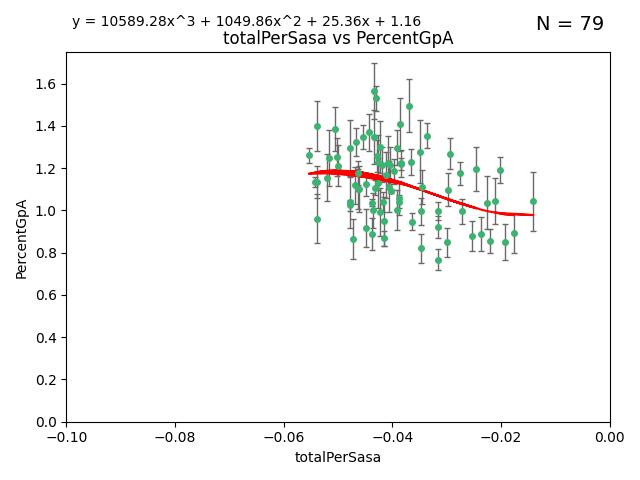 y = 10589.28x^3 + 1049.86x^2 + 25.36x + 1.16
N = 79
totalPerSasa vs PercentGpA
PercentGpA
1.6
1.4
1.2
1.0
0.8
0.6
0.4
0.2
0.0
−0.10 −0.08 −0.06 −0.04 −0.02 0.00
totalPerSasa